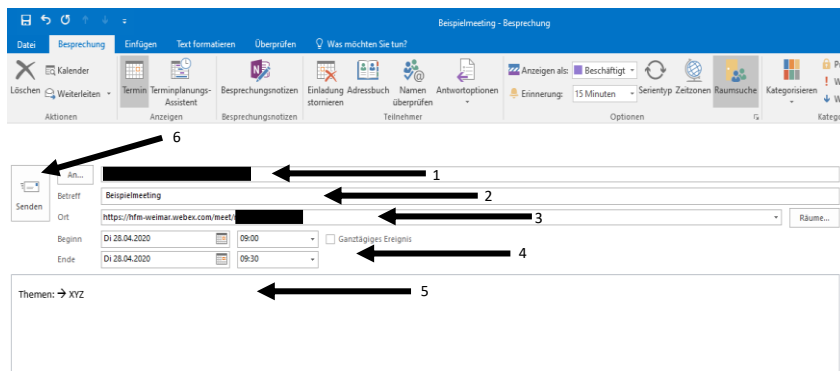 Beispielmeeting - Besprechung
Datei Besprechung Einfügen Text formatieren Überprüfen Was möchten Sie tun?
Löschen
Kalender
Weiterleiten
Aktionen
Termin Terminplanungs-
Assistent
Anzeigen
Besprechungsnotizen
Besprechungsnotizen
Einladung
stornieren
Adressbuch
Namen
überprüfen
Antwortoptionen
Teilnehmer
Anzeigen als: Beschäftigt
Erinnerung: 15 Minuten
Serientyp Zeitzonen Raumsuche
Optionen
Kategorisieren
6
An...
1
Senden
Betreff Beispielmeeting
2
Ort https://hfm-weimar.webex.com/meet/
3
Räume...
Beginn Di 28.04.2020 09:00 Ganztägiges Ereignis
4
Ende Di 28.04.2020 09:30
Themen: → XYZ
5